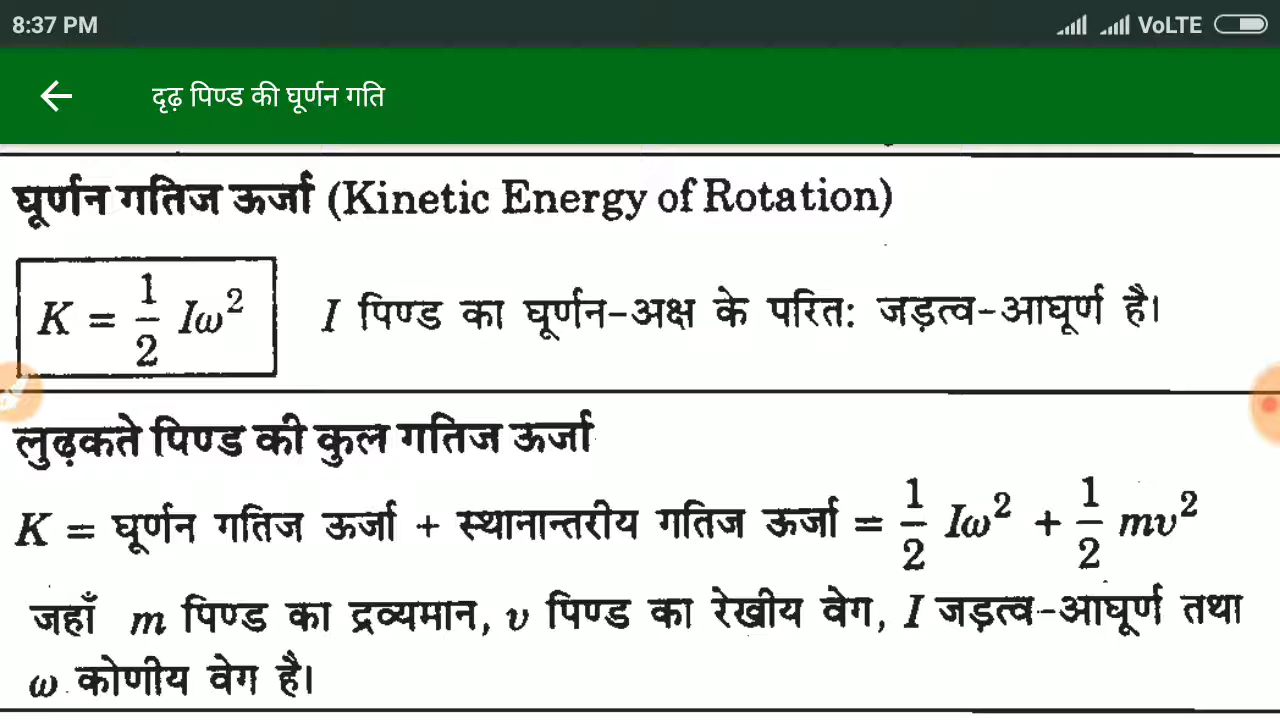 8:37 PM VoLTE
दृढ़ पिण्ड की घूर्णन गति
घूर्णन गतिज ऊर्जा (Kinetic Energy of Rotation)
K = 1/2 Iω² I पिण्ड का घूर्णन-अक्ष के परित: जड़त्व-आघूर्ण है।
लुढ़कते पिण्ड की कुल गतिज ऊर्जा
K = घूर्णन गतिज ऊर्जा + स्थानान्तरीय गतिज ऊर्जा = 1/2 Iω² + 1/2 mv²
जहाँ m पिण्ड का द्रव्यमान, v पिण्ड का रेखीय वेग, I जड़त्व-आघूर्ण तथा
ω कोणीय वेग है।